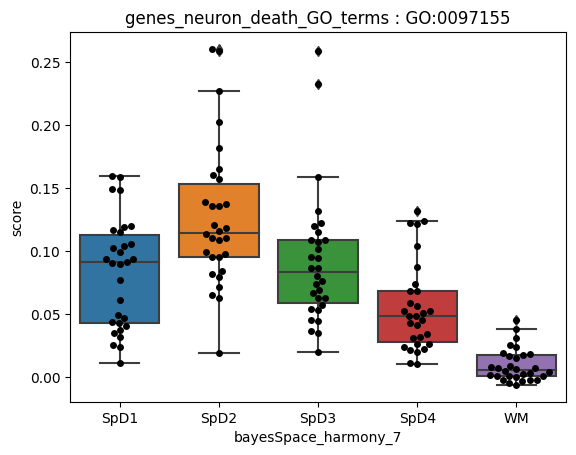 genes_neuron_death_GO_terms : GO:0097155
score
0.25
0.20
0.15
0.10
0.05
0.00
SpD1 SpD2 SpD3 SpD4 WM
bayesSpace_harmony_7